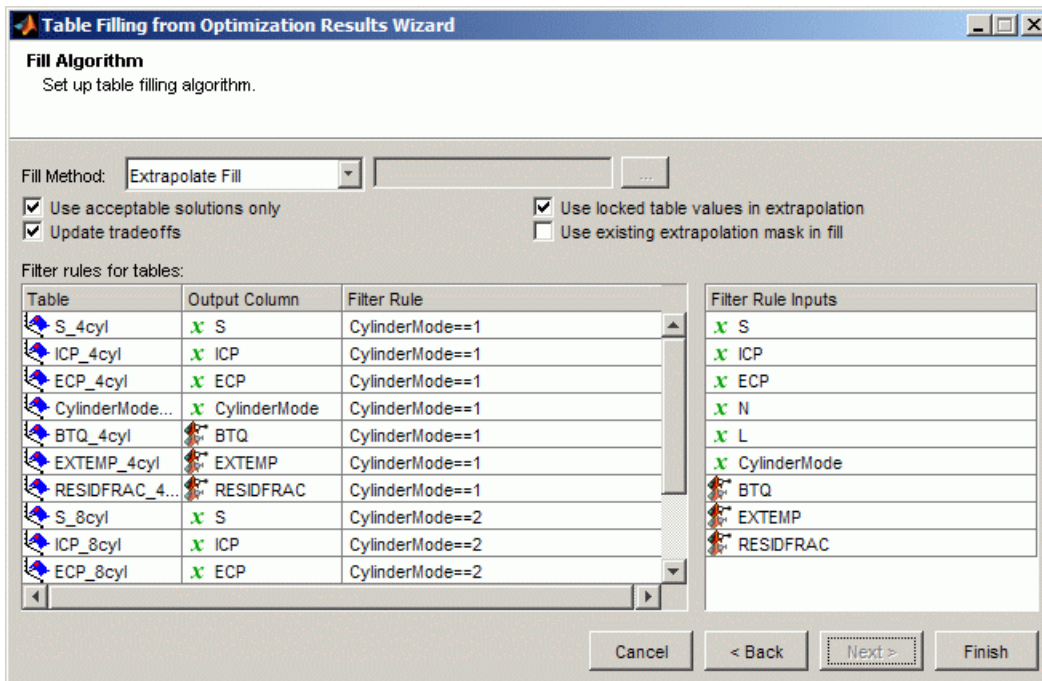 Table Filling from Optimization Results Wizard
Fill Algorithm
Set up table filling algorithm.
Fill Method: Extrapolate Fill ...
Use acceptable solutions only Use locked table values in extrapolation
Update tradeoffs Use existing extrapolation mask in fill
Filter rules for tables:
Table Output Column Filter Rule Filter Rule Inputs
S_4cyl x S CylinderMode==1 x S
ICP_4cyl x ICP CylinderMode==1 x ICP
ECP_4cyl x ECP CylinderMode==1 x ECP
CylinderMode... x CylinderMode CylinderMode==1 x N
BTQ_4cyl BTQ CylinderMode==1 x L
EXTEMP_4cyl EXTEMP CylinderMode==1 x CylinderMode
RESIDFRAC_4... RESIDFRAC CylinderMode==1 BTQ
S_8cyl x S CylinderMode==2 EXTEMP
ICP_8cyl x ICP CylinderMode==2 RESIDFRAC
ECP_8cyl x ECP CylinderMode==2
Cancel < Back Next > Finish